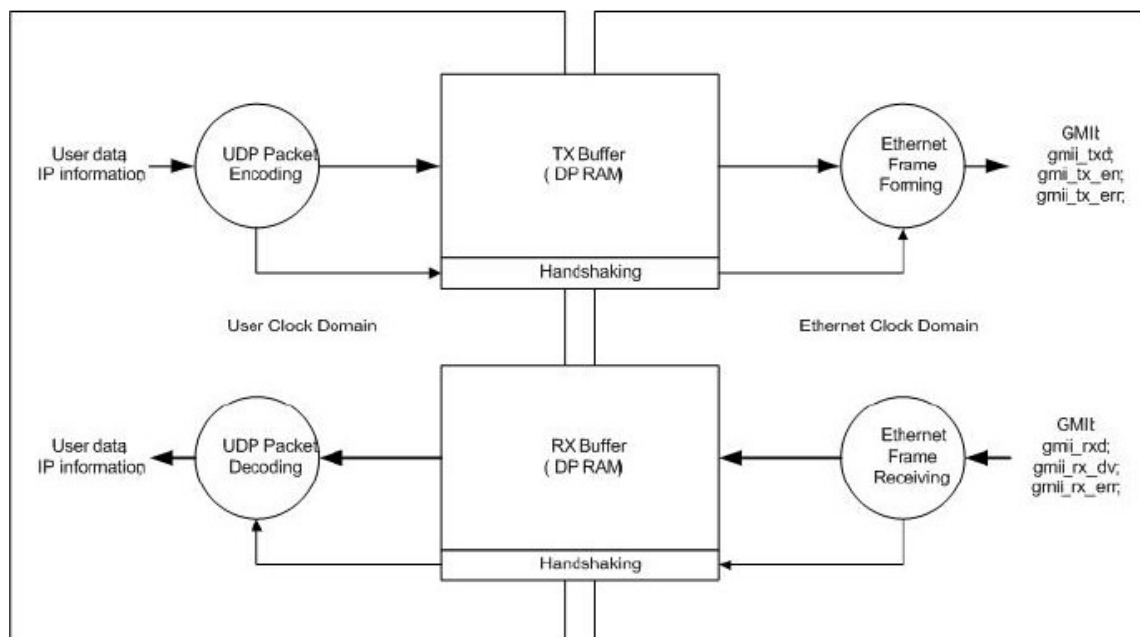 User data,
IP information
UDP Packet
Encoding
TX Buffer
( DP RAM)
Ethernet
Frame
Forming
GMII:
gmii_txd;
gmii_tx_en;
gmii_tx_err;
Handshaking
User Clock Domain
Ethernet Clock Domain
User data,
IP information
UDP Packet
Decoding
RX Buffer
( DP RAM)
Ethernet
Frame
Receiving
GMII:
gmii_rxd;
gmii_rx_dv;
gmii_rx_err;
Handshaking